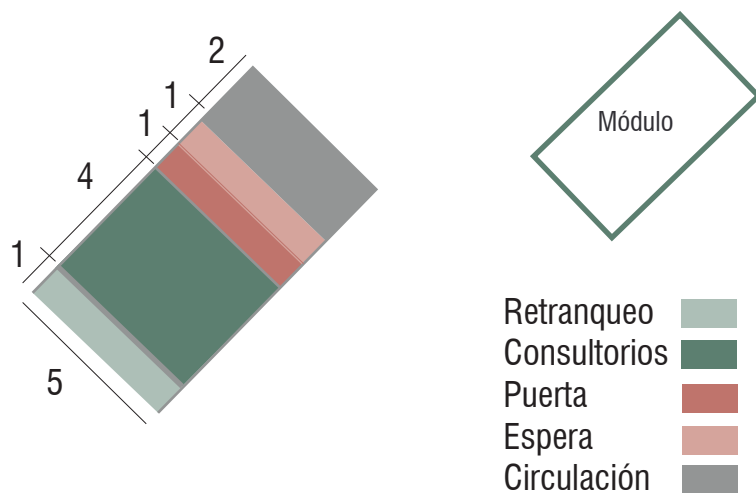 2
1
1
4
1
5
Módulo
Retranqueo
Consultorios
Puerta
Espera
Circulación